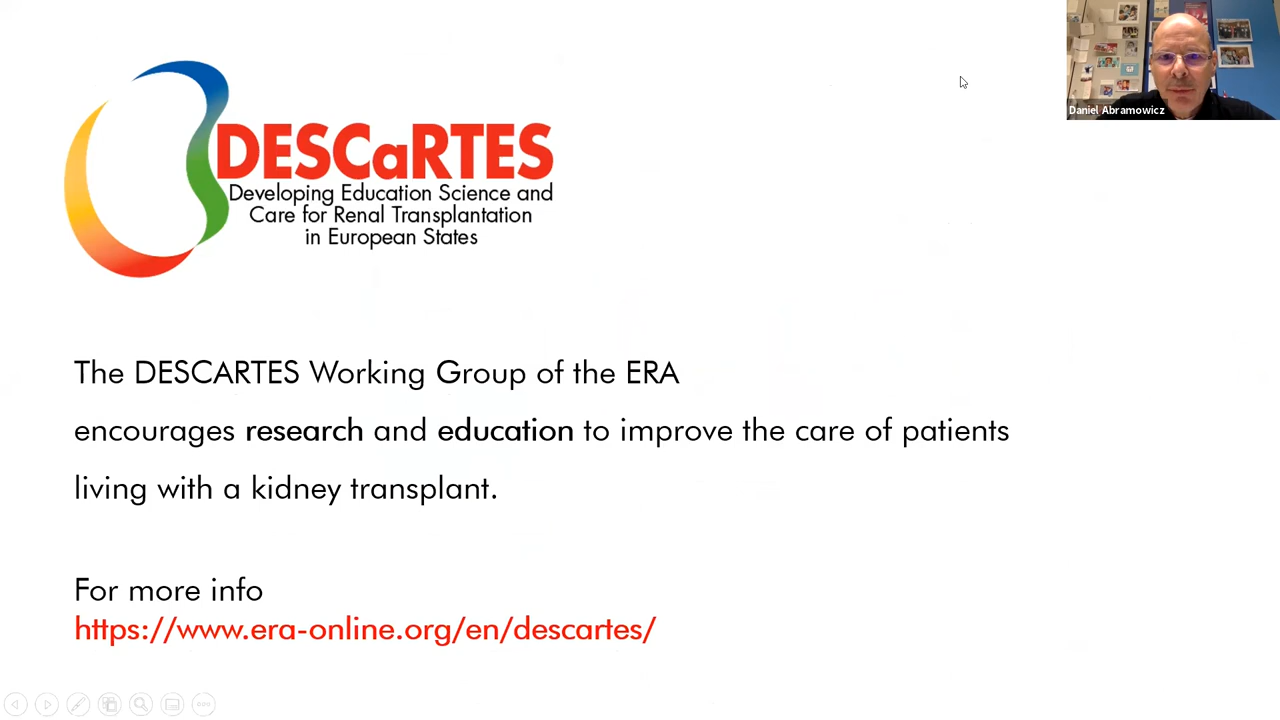 DESCaRTES
Developing Education Science and
Care for Renal Transplantation
in European States
Daniel Abramowicz
The DESCARTES Working Group of the ERA
encourages research and education to improve the care of patients
living with a kidney transplant.
For more info
https://www.era-online.org/en/descartes/